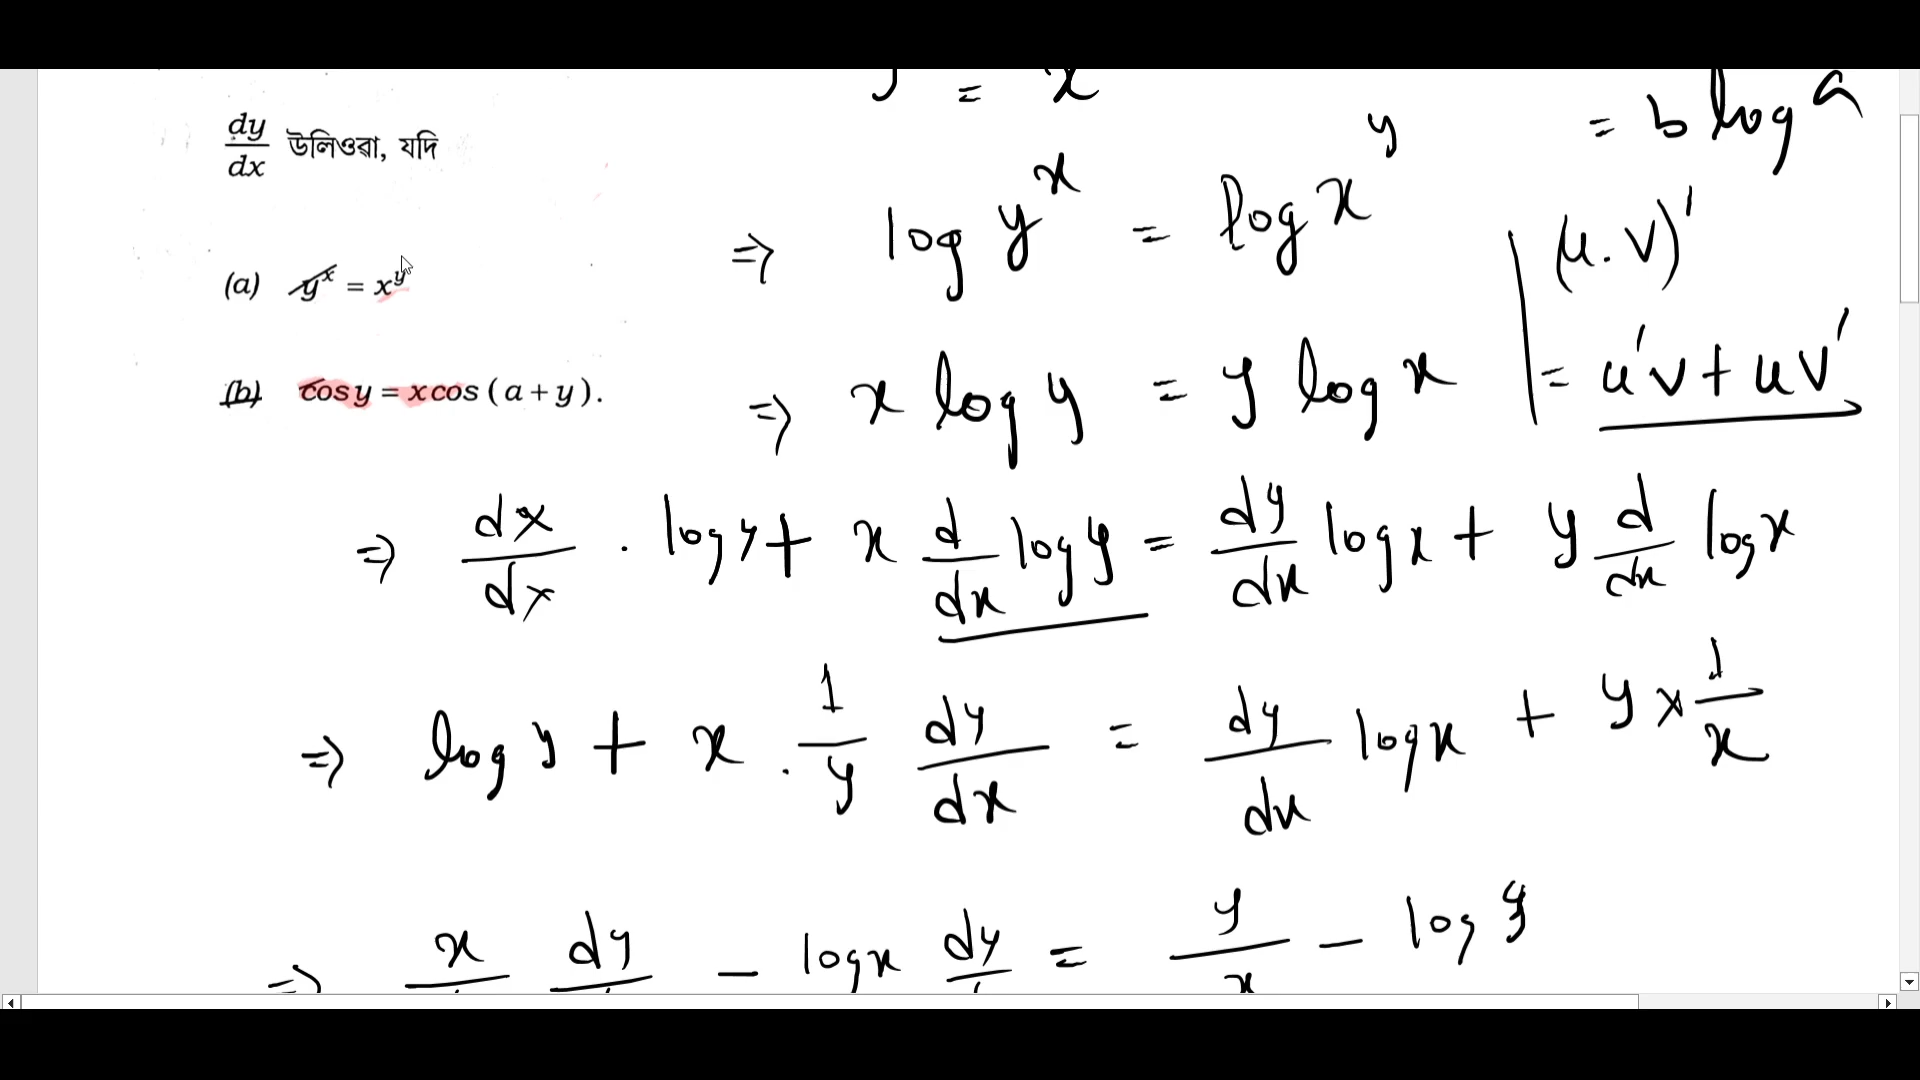 = x
= b log a
dy/dx উলিওৱা, যদি
⇒ log y^x = log x^y
(u.v)'
(a) y^x = x^y
⇒ x log y = y log x
= u'v + uv'
(b) cos y = x cos (a + y).
⇒ dx/dx . log y + x d/dx log y = dy/dx log x + y d/dx log x
⇒ log y + x . 1/y dy/dx = dy/dx log x + y × 1/x
⇒ x dy - log x dy = y/x - log y